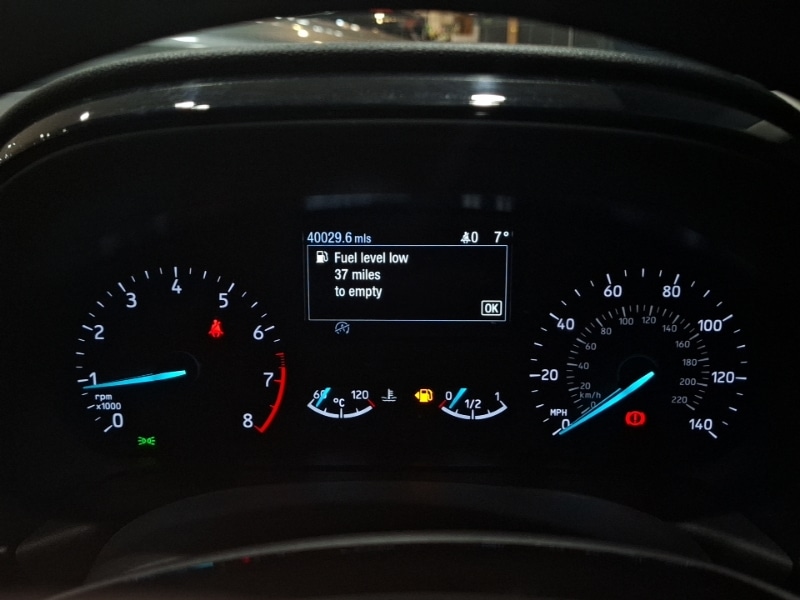 40029.6 mls 0 7°
Fuel level low
37 miles
to empty
OK
0 1 2 3 4 5 6 7 8
rpm
x1000
60 °C 120
0 1/2 1
0 20 40 60 80 100 120 140
MPH
0 20 40 60 80 100 120 140 160 180 200 220
km/h